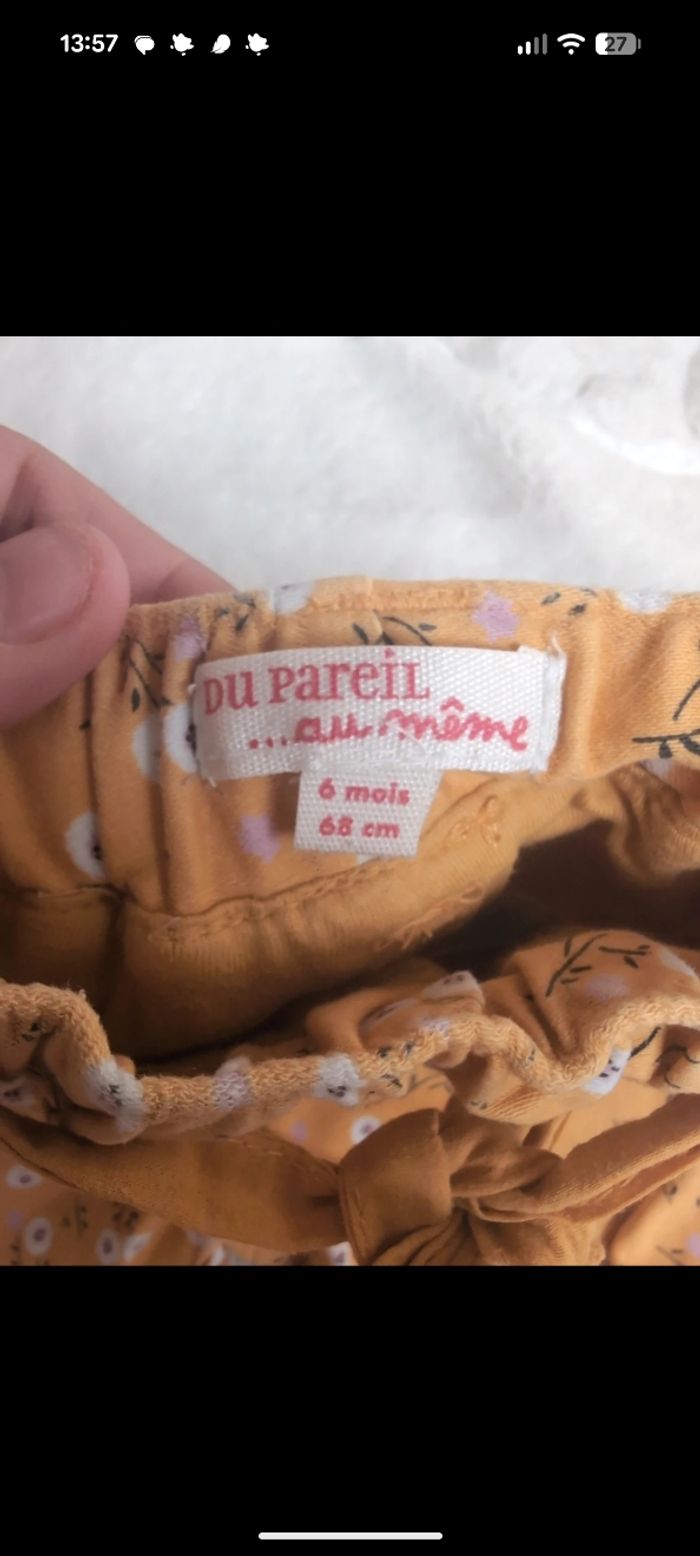 13:57
27
Du Pareil
...au même
6 mois
68 cm